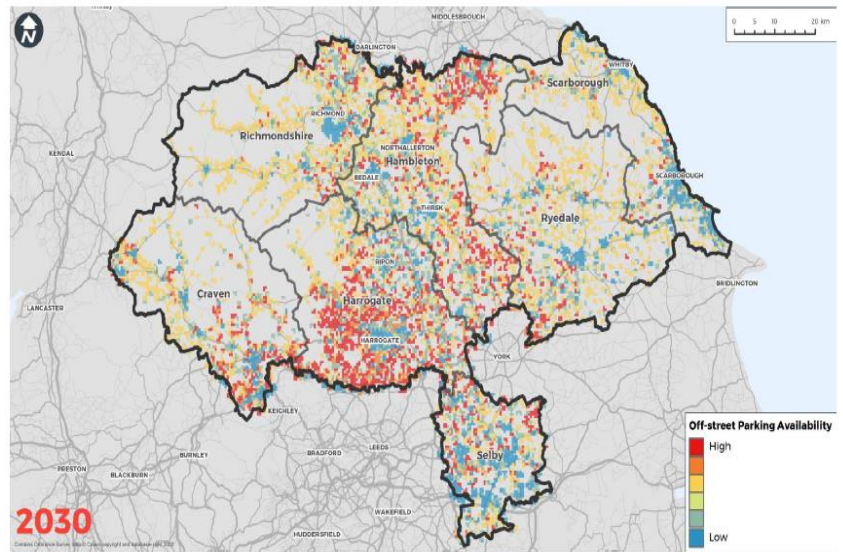 N
MIDDLESBROUGH
0 5 10 20 km
DARLINGTON
WHITBY
Scarborough
RICHMOND
Richmondshire
KENDAL
NORTHALLERTON
Hambleton
BEDALE
SCARBOROUGH
THIRSK
Ryedale
RIPON
BRIDLINGTON
Craven
Harrogate
LANCASTER
HARROGATE
YORK
KEIGHLEY
Off-street Parking Availability
High
Selby
BURNLEY
BRADFORD
LEEDS
PRESTON
BLACKBURN
WAKEFIELD
2030
Low
HUDDERSFIELD